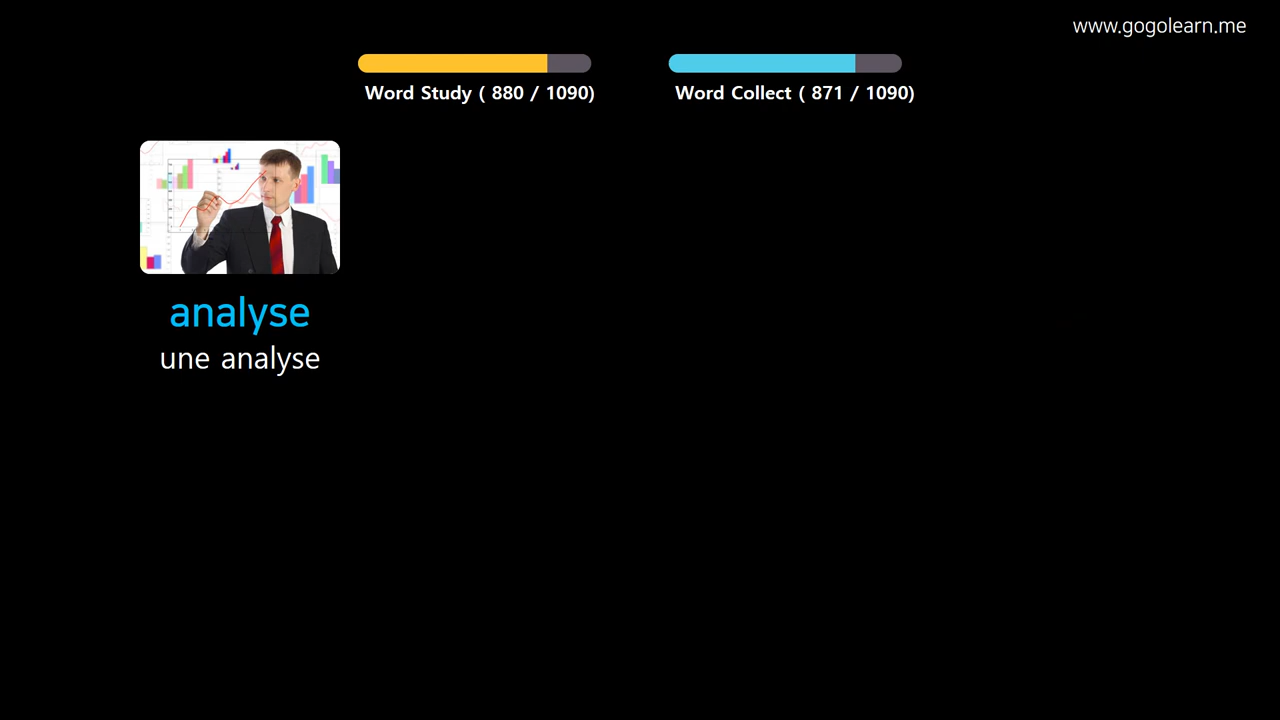 www.gogolearn.me
Word Study ( 880 / 1090)
Word Collect ( 871 / 1090)
analyse
une analyse